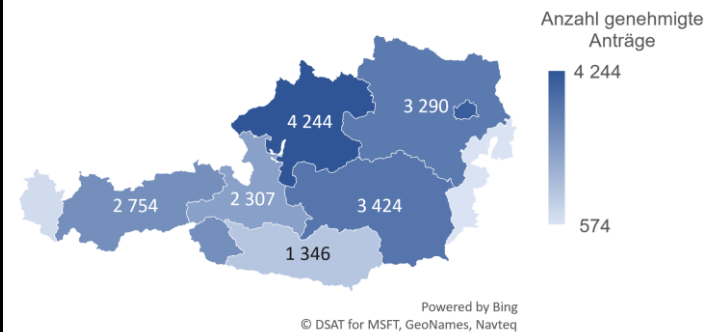 Anzahl genehmigte
Anträge
4 244
574
4 244
3 290
2 754
2 307
3 424
1 346
Powered by Bing
© DSAT for MSFT, GeoNames, Navteq